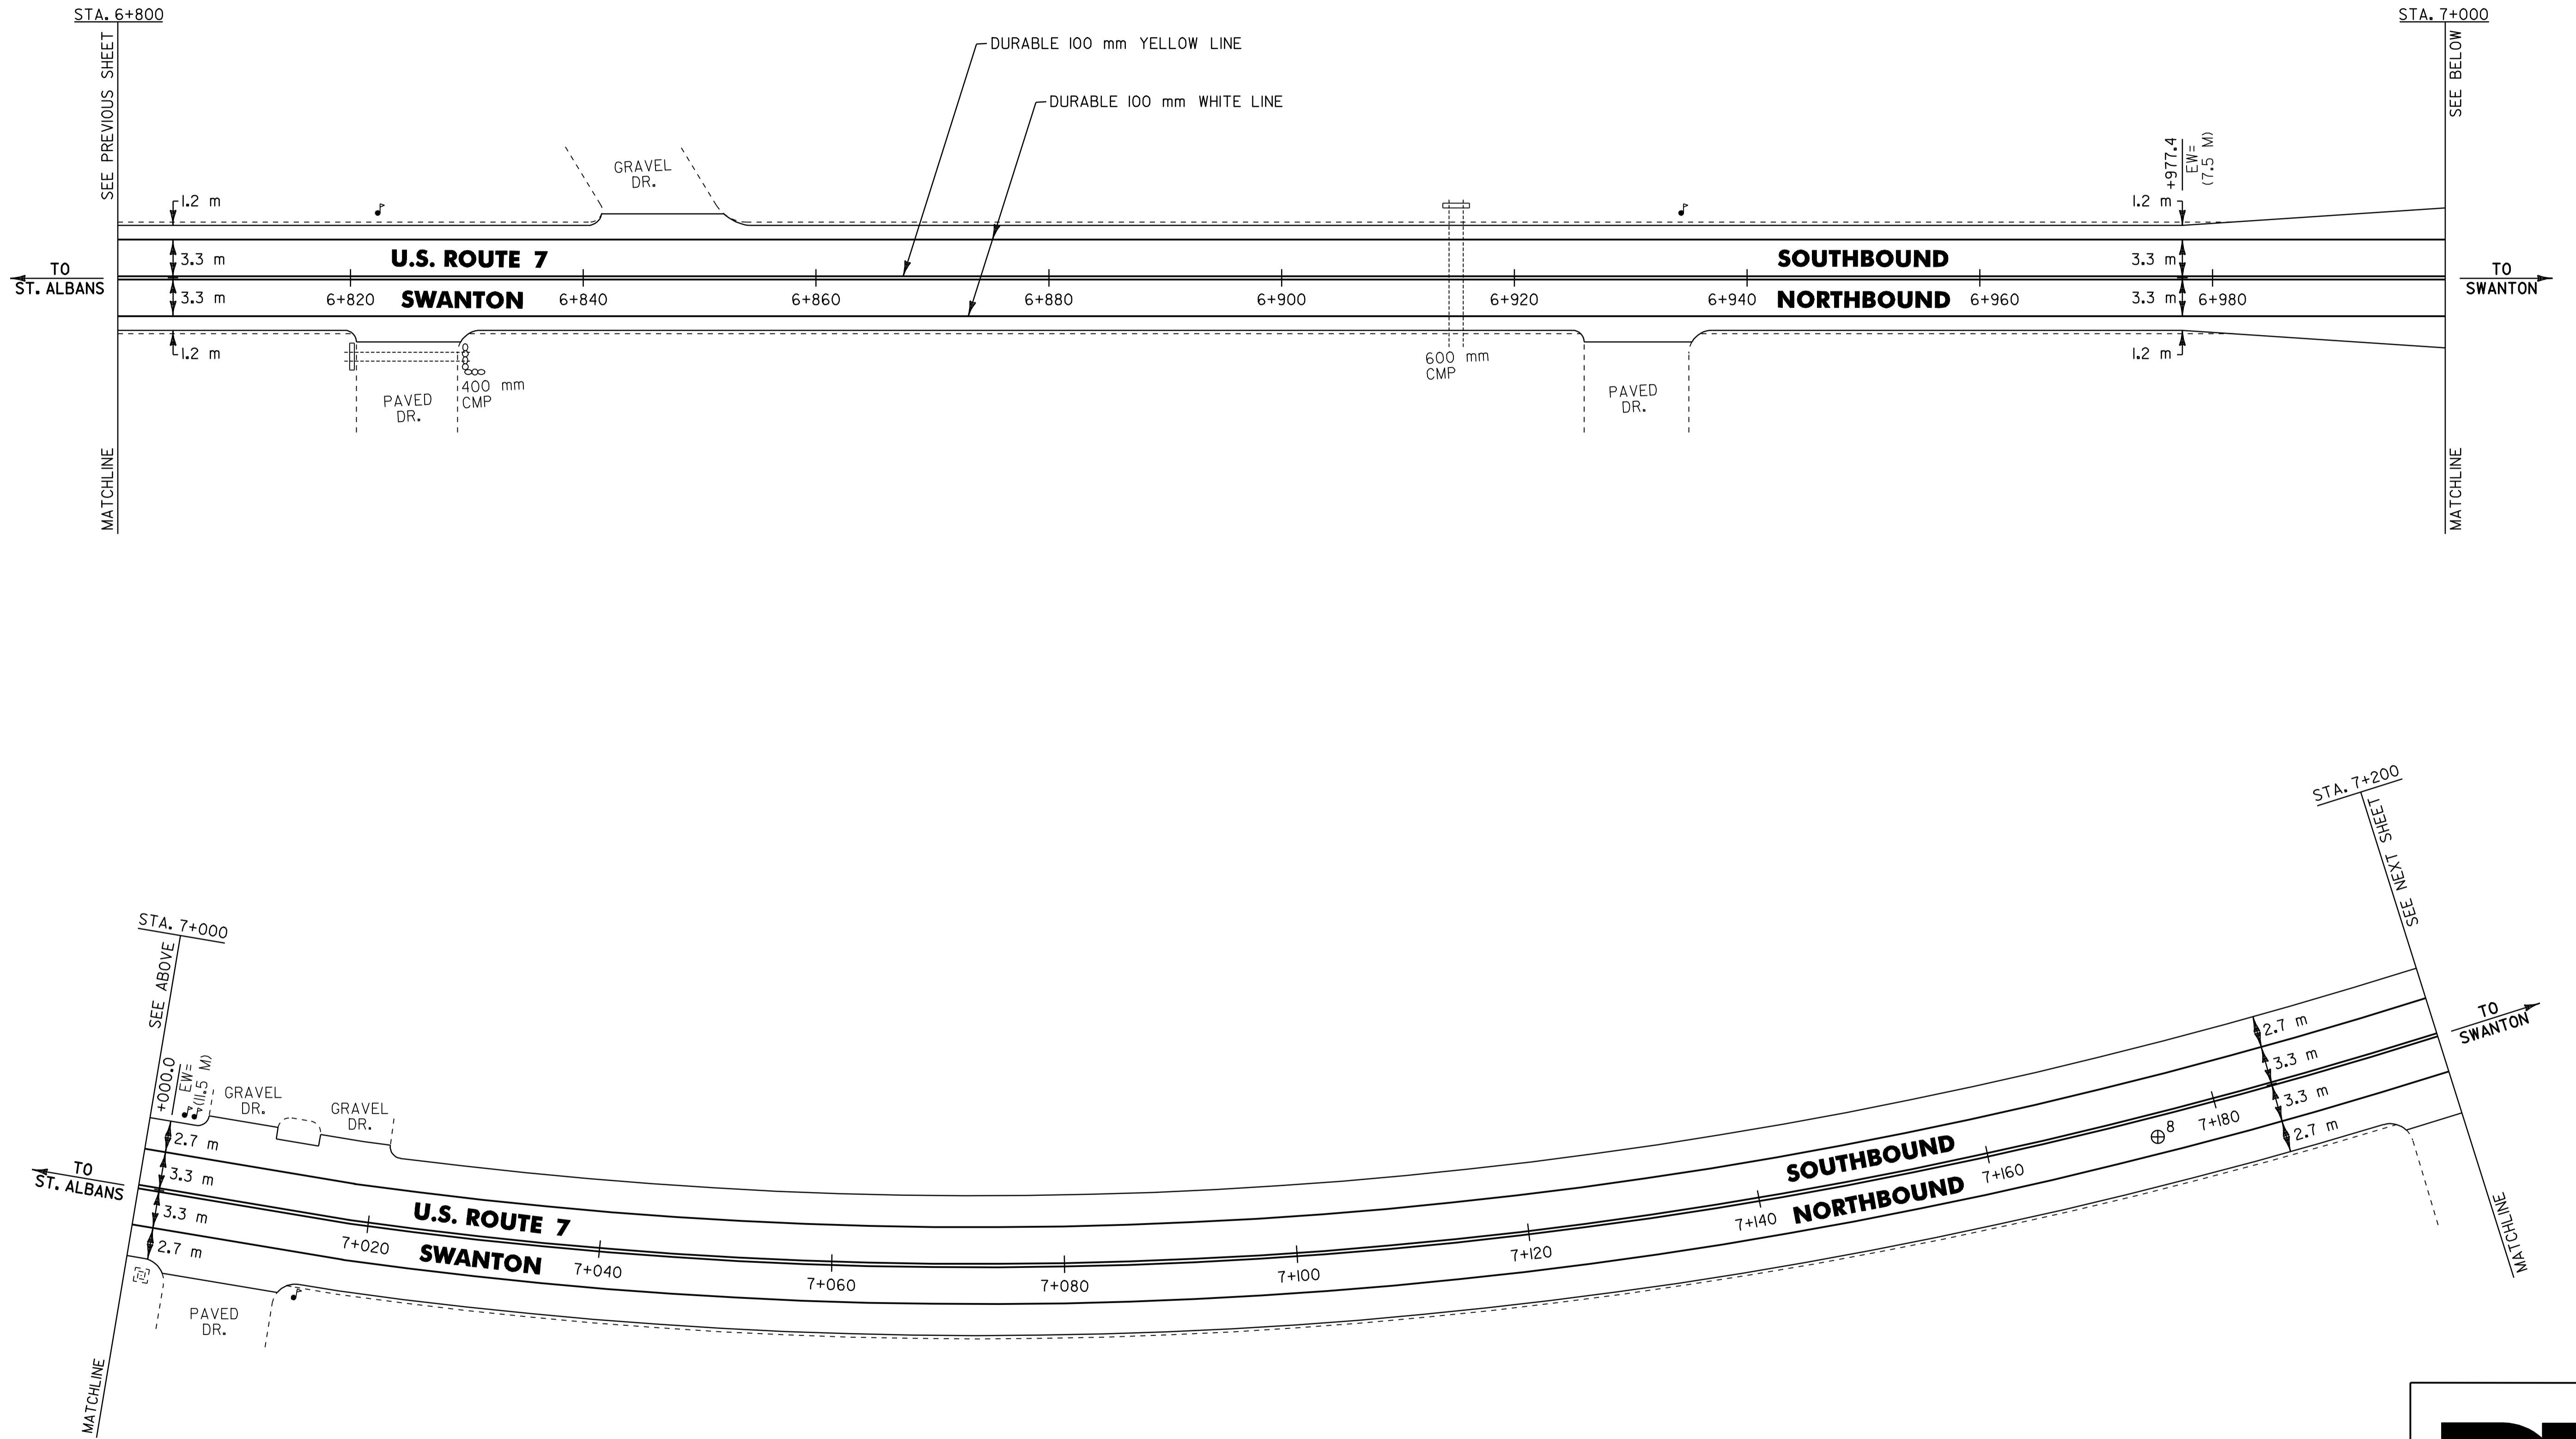 STA. 6+800
SEE PREVIOUS SHEET
MATCHLINE
STA. 7+000
SEE BELOW
MATCHLINE
DURABLE 100 mm YELLOW LINE
DURABLE 100 mm WHITE LINE
GRAVEL
DR.
+977.4
EW=
(7.5 M)
1.2 m
1.2 m
3.3 m
U.S. ROUTE 7
SOUTHBOUND
3.3 m
TO
ST. ALBANS
TO
SWANTON
3.3 m
6+820
SWANTON
6+840
6+860
6+880
6+900
6+920
6+940
NORTHBOUND
6+960
3.3 m
6+980
1.2 m
1.2 m
400 mm
CMP
PAVED
DR.
600 mm
CMP
PAVED
DR.
STA. 7+200
SEE NEXT SHEET
MATCHLINE
STA. 7+000
SEE ABOVE
MATCHLINE
+000.0
EW=
(11.5 M)
GRAVEL
DR.
GRAVEL
DR.
2.7 m
3.3 m
3.3 m
2.7 m
TO
ST. ALBANS
TO
SWANTON
2.7 m
3.3 m
3.3 m
2.7 m
U.S. ROUTE 7
SWANTON
SOUTHBOUND
NORTHBOUND
7+020
7+040
7+060
7+080
7+100
7+120
7+140
7+160
8
7+180
PAVED
DR.